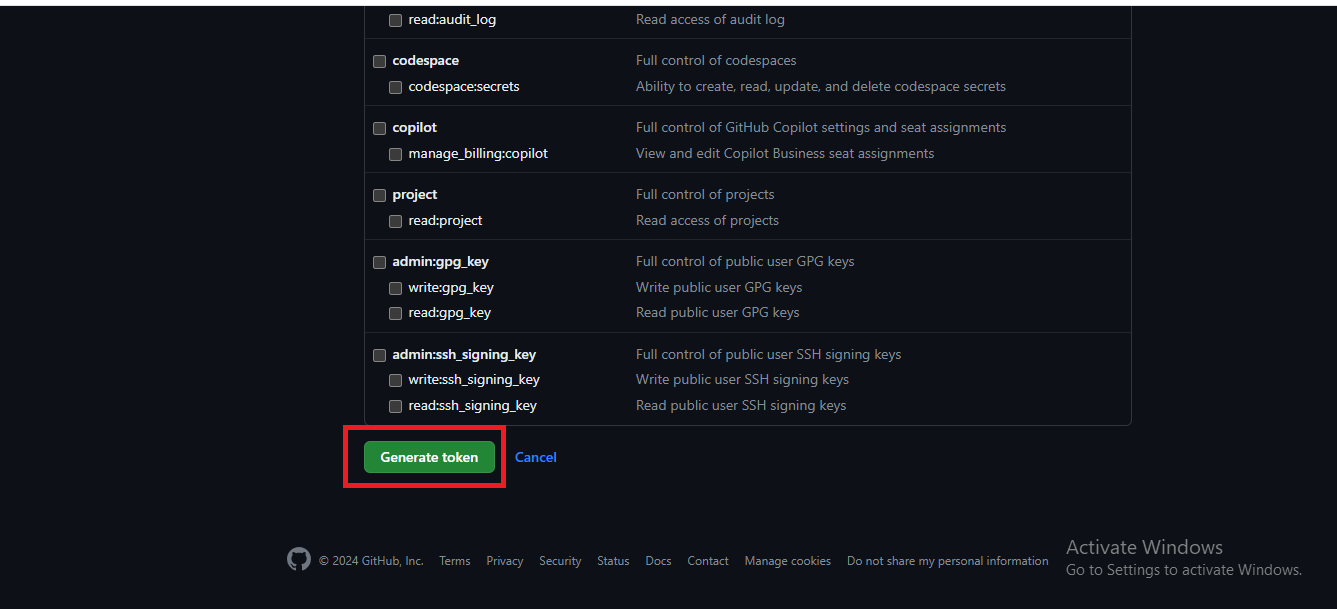 read:audit_log Read access of audit log
codespace Full control of codespaces
codespace:secrets Ability to create, read, update, and delete codespace secrets
copilot Full control of GitHub Copilot settings and seat assignments
manage_billing:copilot View and edit Copilot Business seat assignments
project Full control of projects
read:project Read access of projects
admin:gpg_key Full control of public user GPG keys
write:gpg_key Write public user GPG keys
read:gpg_key Read public user GPG keys
admin:ssh_signing_key Full control of public user SSH signing keys
write:ssh_signing_key Write public user SSH signing keys
read:ssh_signing_key Read public user SSH signing keys
Generate token Cancel
© 2024 GitHub, Inc. Terms Privacy Security Status Docs Contact Manage cookies Do not share my personal information
Activate Windows
Go to Settings to activate Windows.